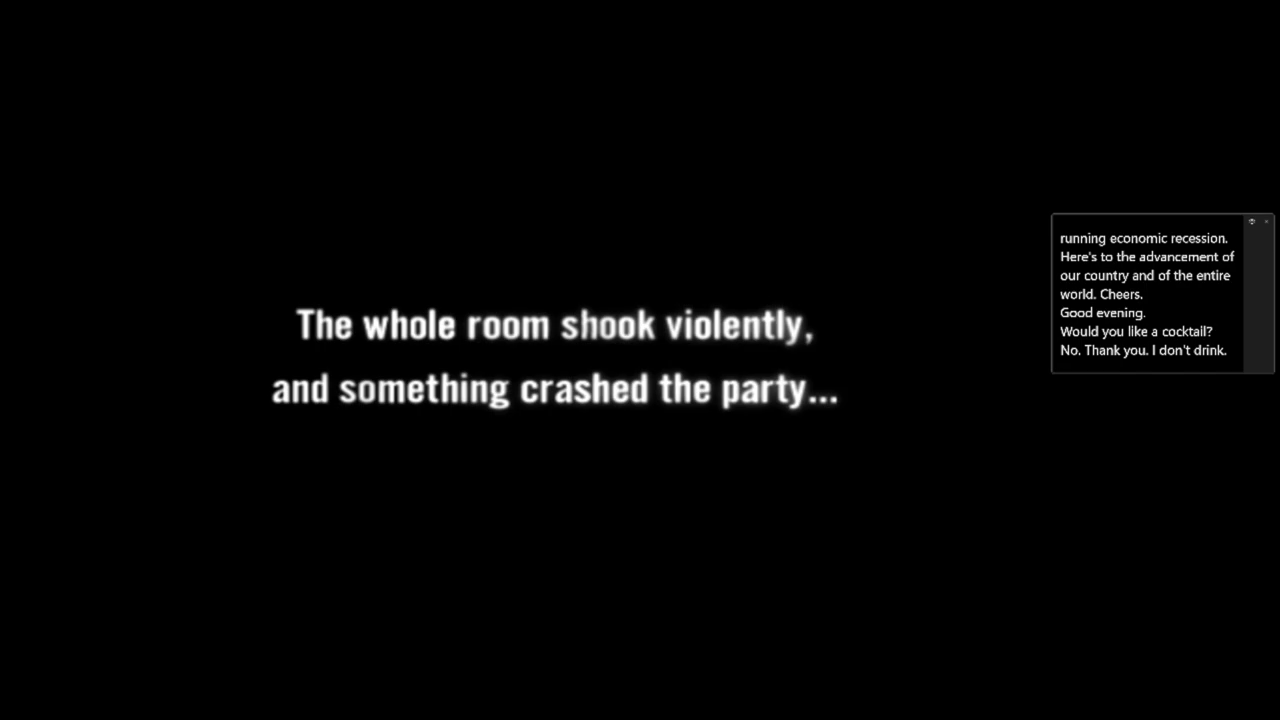 The whole room shook violently,
and something crashed the party...
running economic recession.
Here's to the advancement of
our country and of the entire
world. Cheers.
Good evening.
Would you like a cocktail?
No. Thank you. I don't drink.